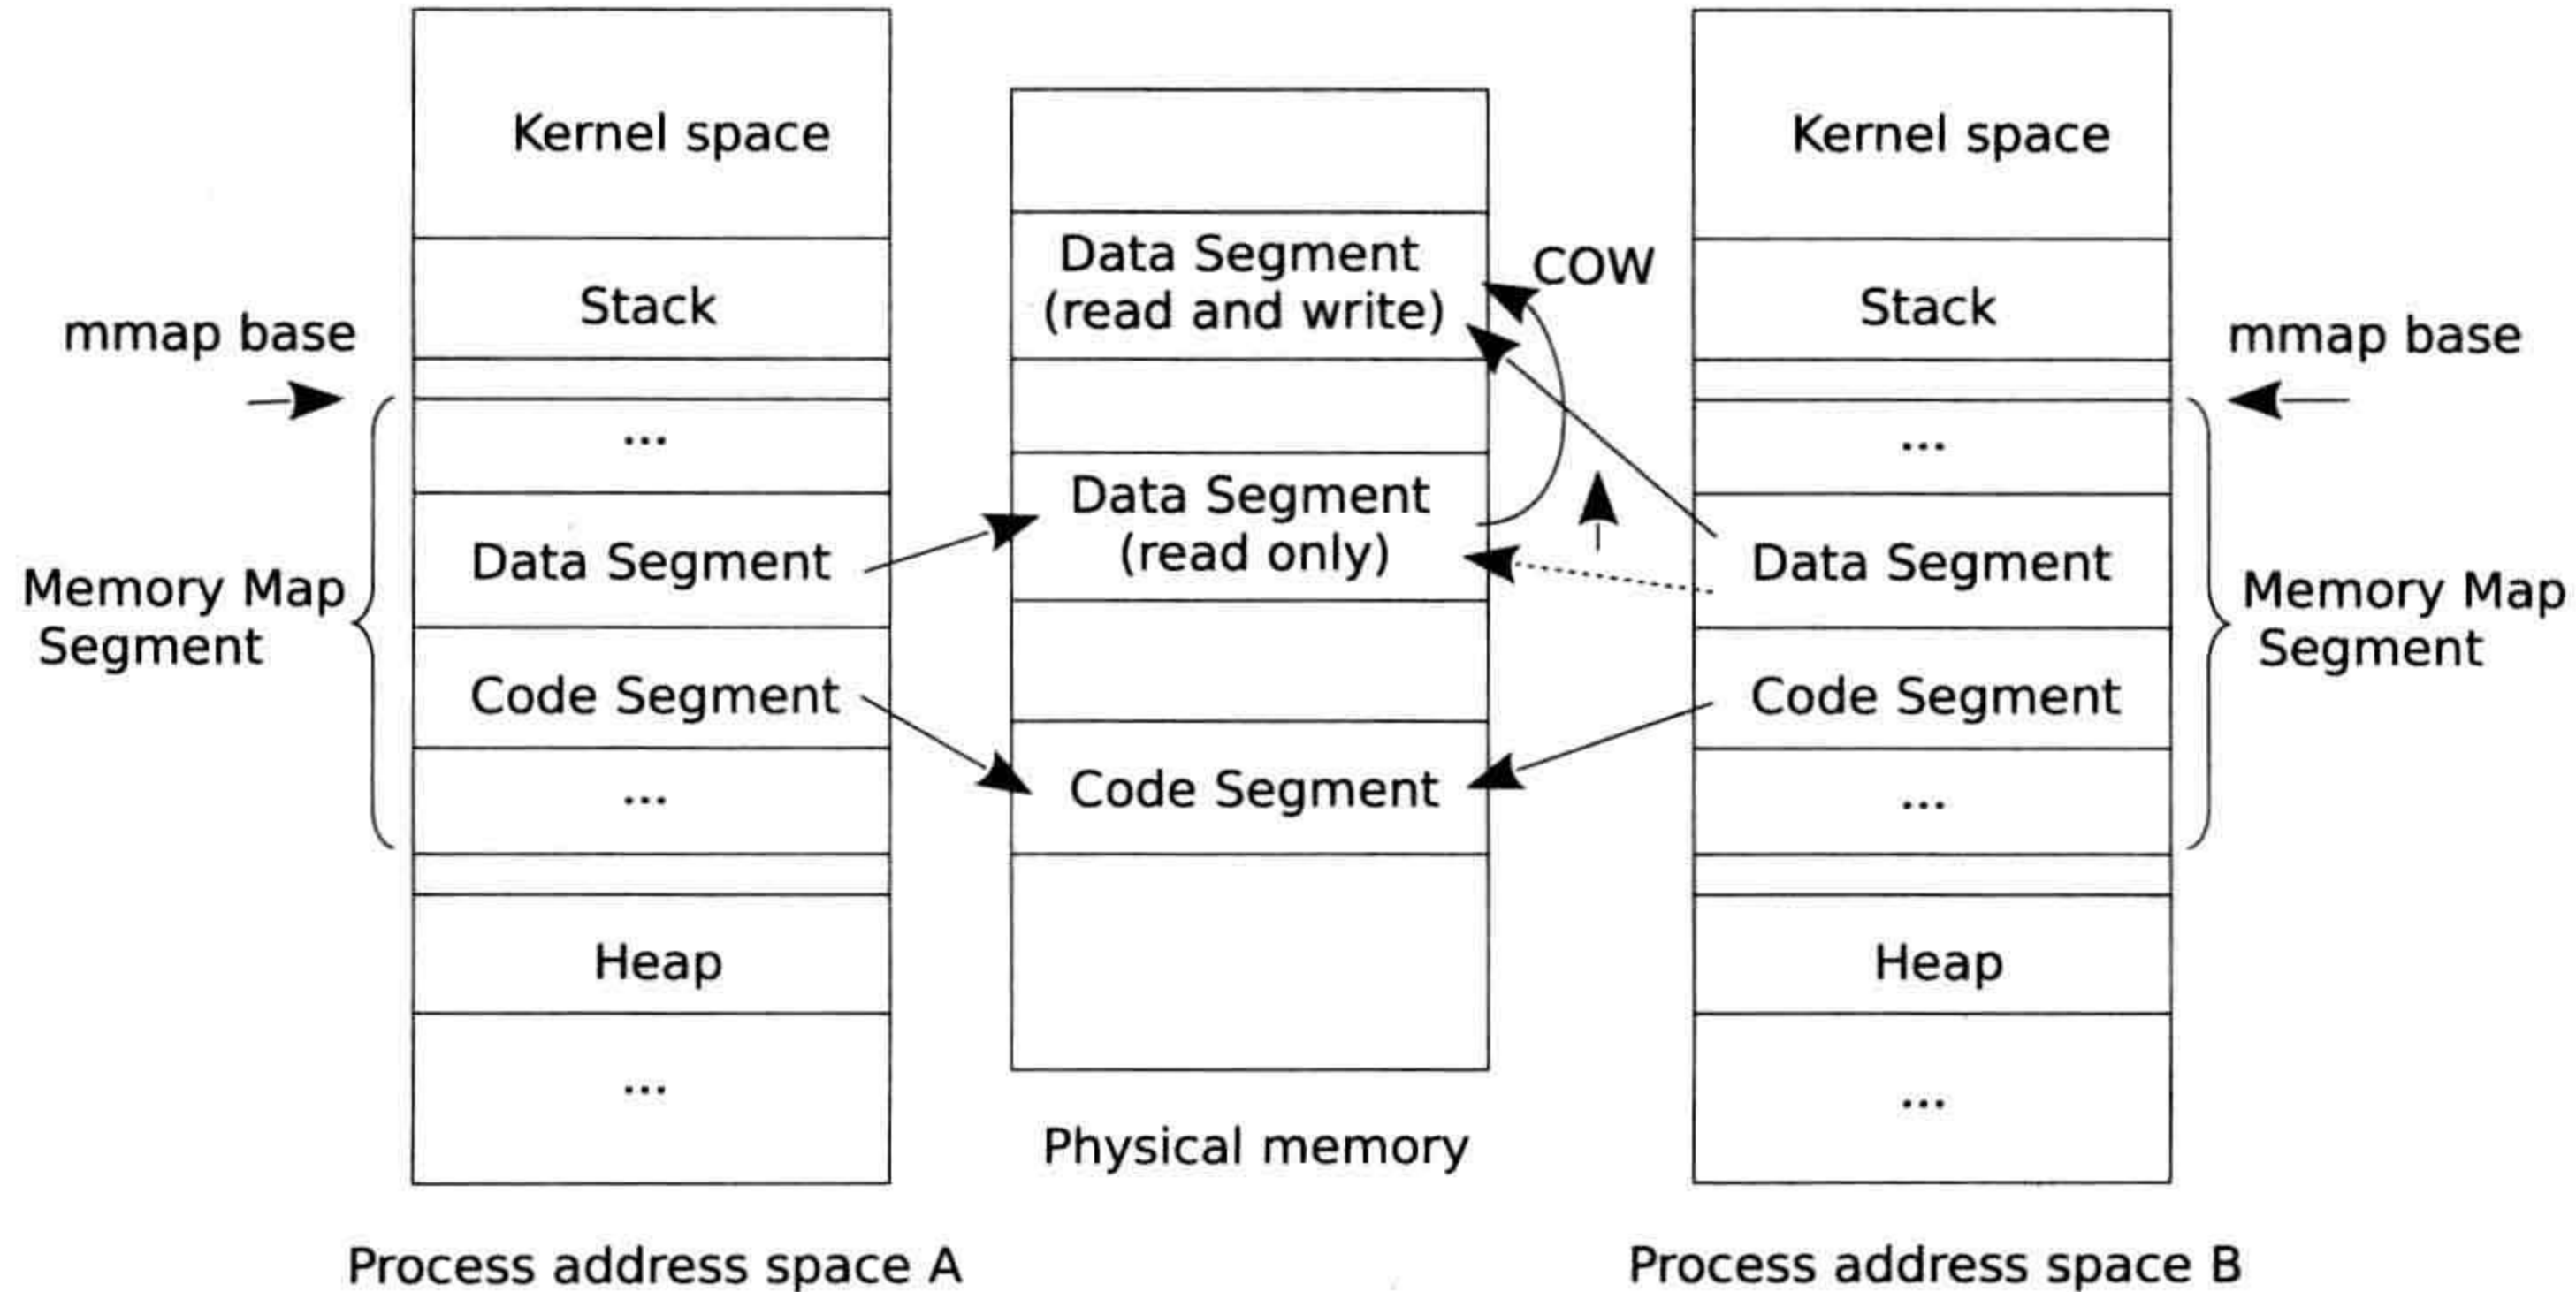 Kernel space
Stack
mmap base
...
Data Segment
Memory Map
Segment
Code Segment
...
Heap
...
Process address space A
Data Segment
(read and write)
COW
Data Segment
(read only)
Code Segment
Physical memory
Kernel space
Stack
mmap base
...
Data Segment
Memory Map
Segment
Code Segment
...
Heap
...
Process address space B